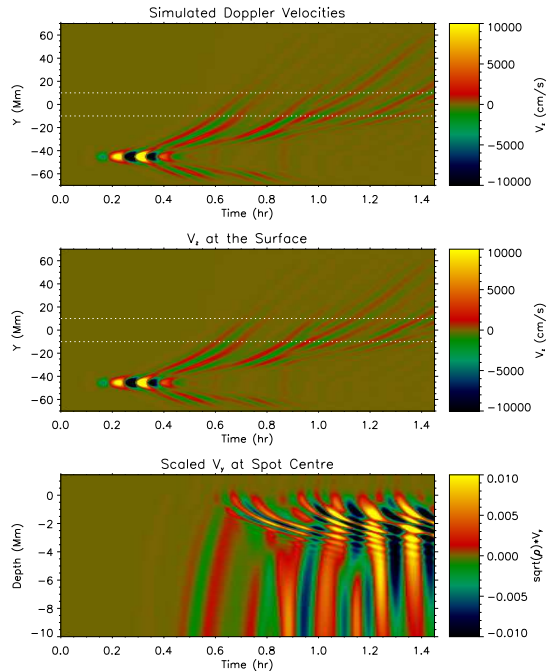 Simulated Doppler Velocities
60
40
20
0
−20
−40
−60
Y (Mm)
0.0 0.2 0.4 0.6 0.8 1.0 1.2 1.4
Time (hr)
10000
5000
0
−5000
−10000
Vz (cm/s)
Vz at the Surface
60
40
20
0
−20
−40
−60
Y (Mm)
0.0 0.2 0.4 0.6 0.8 1.0 1.2 1.4
Time (hr)
10000
5000
0
−5000
−10000
Vz (cm/s)
Scaled Vy at Spot Centre
0
−2
−4
−6
−8
−10
Depth (Mm)
0.0 0.2 0.4 0.6 0.8 1.0 1.2 1.4
Time (hr)
0.010
0.005
0.000
−0.005
−0.010
sqrt(ρ)*Vy